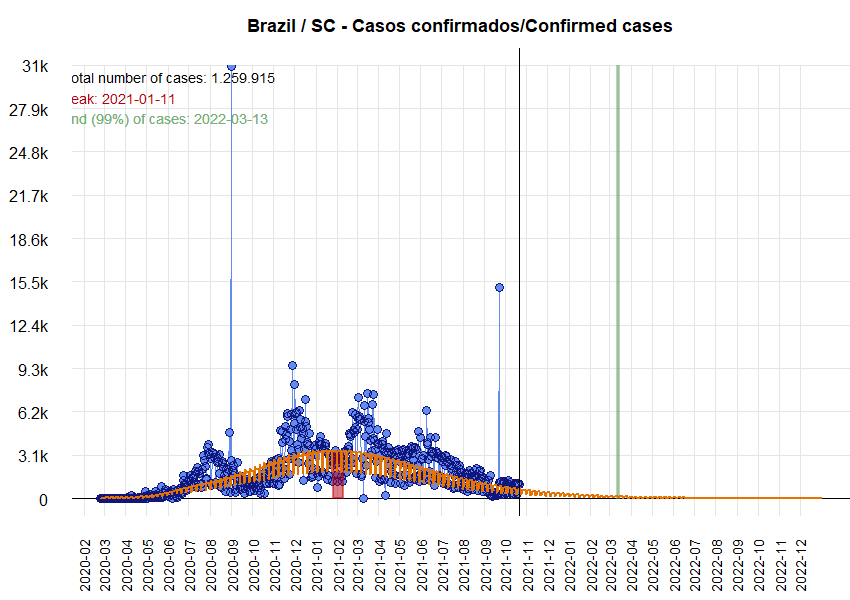 Brazil / SC - Casos confirmados/Confirmed cases
31k
otal number of cases: 1.259.915
eak: 2021-01-11
27.9k
nd (99%) of cases: 2022-03-13
24.8k
21.7k
18.6k
15.5k
12.4k
9.3k
6.2k
3.1k
0
2020-02
2020-03
2020-04
2020-05
2020-06
2020-07
2020-08
2020-09
2020-10
2020-11
2020-12
2021-01
2021-02
2021-03
2021-04
2021-05
2021-06
2021-07
2021-08
2021-09
2021-10
2021-11
2021-12
2022-01
2022-02
2022-03
2022-04
2022-05
2022-06
2022-07
2022-08
2022-09
2022-10
2022-11
2022-12